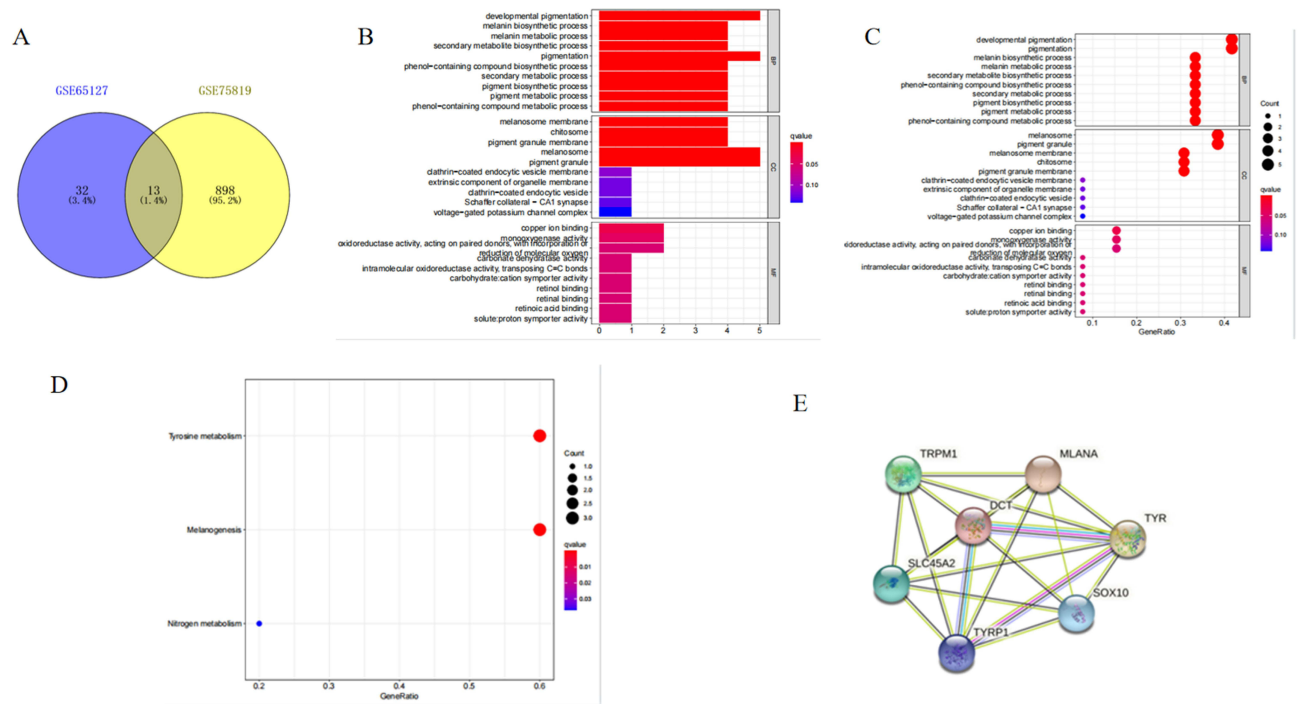 A
GSE65127
GSE75819
32
(3.4%)
13
(1.4%)
898
(95.2%)
B
developmental pigmentation
melanin biosynthetic process
melanin metabolic process
secondary metabolite biosynthetic process
pigmentation
phenol-containing compound biosynthetic process
secondary metabolic process
pigment biosynthetic process
pigment metabolic process
phenol-containing compound metabolic process
BP
melanosome membrane
chitosome
pigment granule membrane
melanosome
pigment granule
clathrin-coated endocytic vesicle membrane
extrinsic component of organelle membrane
clathrin-coated endocytic vesicle
Schaffer collateral - CA1 synapse
voltage-gated potassium channel complex
CC
copper ion binding
monooxygenase activity
oxidoreductase activity, acting on paired donors, with incorporation or
reduction of molecular oxygen
carbonate dehydratase activity
intramolecular oxidoreductase activity, transposing C=C bonds
carbohydrate:cation symporter activity
retinol binding
retinal binding
retinoic acid binding
solute:proton symporter activity
MF
0 1 2 3 4 5
qvalue
0.05
0.10
C
developmental pigmentation
pigmentation
melanin biosynthetic process
melanin metabolic process
secondary metabolite biosynthetic process
phenol-containing compound biosynthetic process
secondary metabolic process
pigment biosynthetic process
pigment metabolic process
phenol-containing compound metabolic process
BP
melanosome
pigment granule
melanosome membrane
chitosome
pigment granule membrane
clathrin-coated endocytic vesicle membrane
extrinsic component of organelle membrane
clathrin-coated endocytic vesicle
Schaffer collateral - CA1 synapse
voltage-gated potassium channel complex
CC
copper ion binding
monooxygenase activity
oxidoreductase activity, acting on paired donors, with incorporation or
reduction of molecular oxygen
carbonate dehydratase activity
intramolecular oxidoreductase activity, transposing C=C bonds
carbohydrate:cation symporter activity
retinol binding
retinal binding
retinoic acid binding
solute:proton symporter activity
MF
0.1 0.2 0.3 0.4
GeneRatio
Count
1
2
3
4
5
qvalue
0.05
0.10
D
Tyrosine metabolism
Melanogenesis
Nitrogen metabolism
0.2 0.3 0.4 0.5 0.6
GeneRatio
Count
1.0
1.5
2.0
2.5
3.0
qvalue
0.01
0.02
0.03
E
TRPM1
MLANA
DCT
TYR
SLC45A2
SOX10
TYRP1